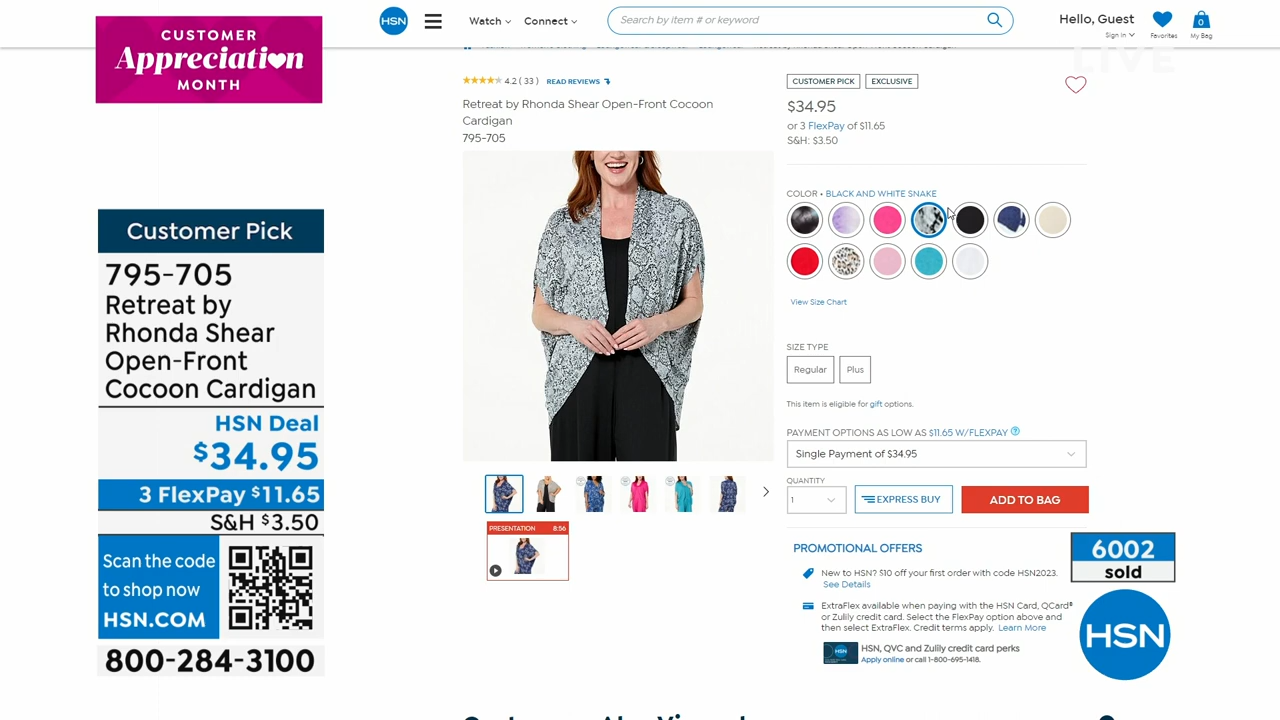 CUSTOMER
Appreciation
MONTH
HSN
Watch
Connect
Search by item # or keyword
Hello, Guest
Sign In
Favorites
0
My Bag
LIVE
4.2 ( 33 )
READ REVIEWS
Retreat by Rhonda Shear Open-Front Cocoon
Cardigan
795-705
CUSTOMER PICK
EXCLUSIVE
$34.95
or 3 FlexPay of $11.65
S&H: $3.50
COLOR • BLACK AND WHITE SNAKE
View Size Chart
SIZE TYPE
Regular
Plus
This item is eligible for gift options.
PAYMENT OPTIONS AS LOW AS $11.65 W/FLEXPAY
Single Payment of $34.95
QUANTITY
1
EXPRESS BUY
ADD TO BAG
PRESENTATION 8:56
PROMOTIONAL OFFERS
New to HSN? $10 off your first order with code HSN2023.
See Details
ExtraFlex available when paying with the HSN Card, QCard®
or Zulily credit card. Select the FlexPay option above and
then select ExtraFlex. Credit terms apply. Learn More
HSN, QVC and Zulily credit card perks
Apply online or call 1-800-695-1418.
Customer Pick
795-705
Retreat by
Rhonda Shear
Open-Front
Cocoon Cardigan
HSN Deal
$34.95
3 FlexPay $11.65
S&H $3.50
Scan the code
to shop now
HSN.COM
800-284-3100
6002
sold
HSN